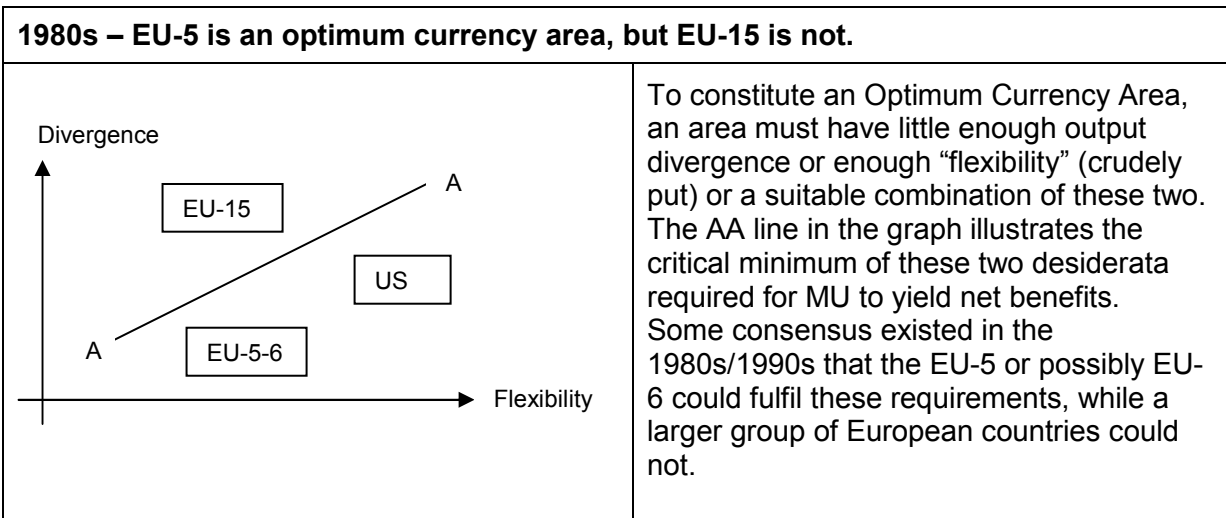 1980s – EU-5 is an optimum currency area, but EU-15 is not.
Divergence
A
EU-15
US
A
EU-5-6
Flexibility
To constitute an Optimum Currency Area,
an area must have little enough output
divergence or enough “flexibility” (crudely
put) or a suitable combination of these two.
The AA line in the graph illustrates the
critical minimum of these two desiderata
required for MU to yield net benefits.
Some consensus existed in the
1980s/1990s that the EU-5 or possibly EU-
6 could fulfil these requirements, while a
larger group of European countries could
not.